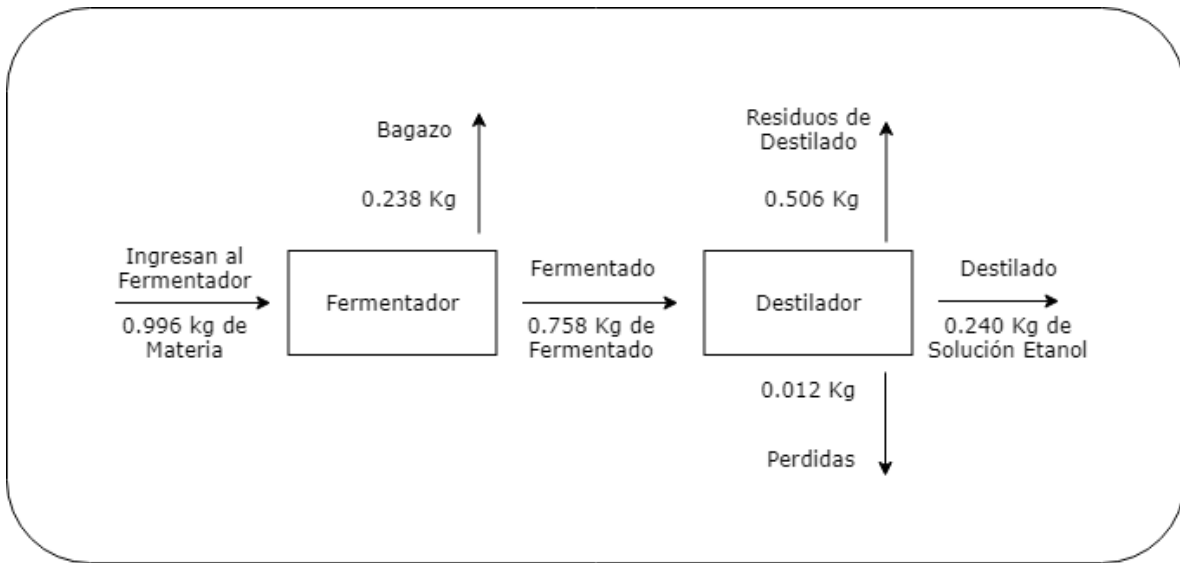 Bagazo
0.238 Kg
Residuos de
Destilado
0.506 Kg
Ingresan al
Fermentador
0.996 kg de
Materia
Fermentador
Fermentado
0.758 Kg de
Fermentado
Destilador
Destilado
0.240 Kg de
Solución Etanol
0.012 Kg
Perdidas